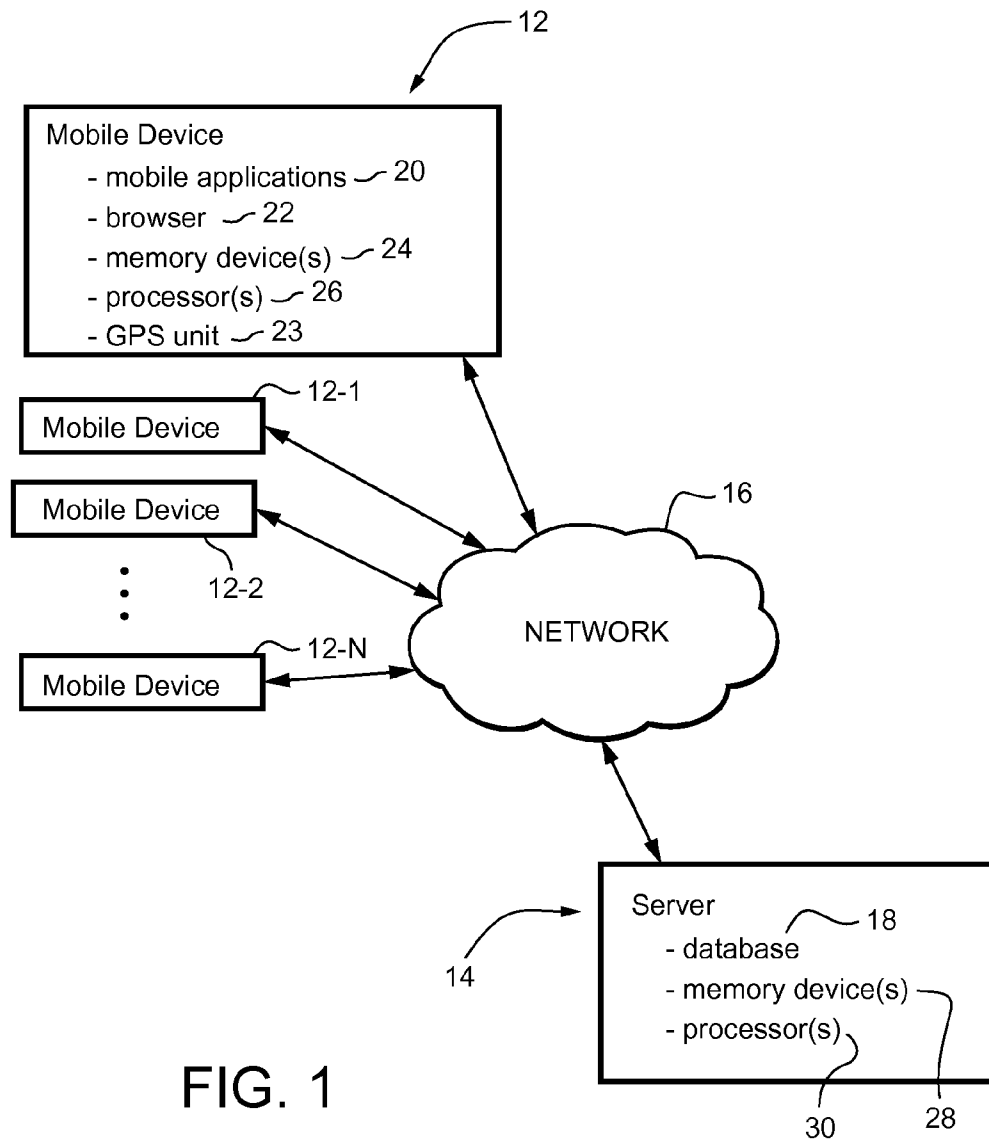 12
Mobile Device
- mobile applications 20
- browser 22
- memory device(s) 24
- processor(s) 26
- GPS unit 23
12-1
Mobile Device
Mobile Device
12-2
12-N
Mobile Device
16
NETWORK
Server
- database 18
- memory device(s)
- processor(s)
14
30
28
FIG. 1